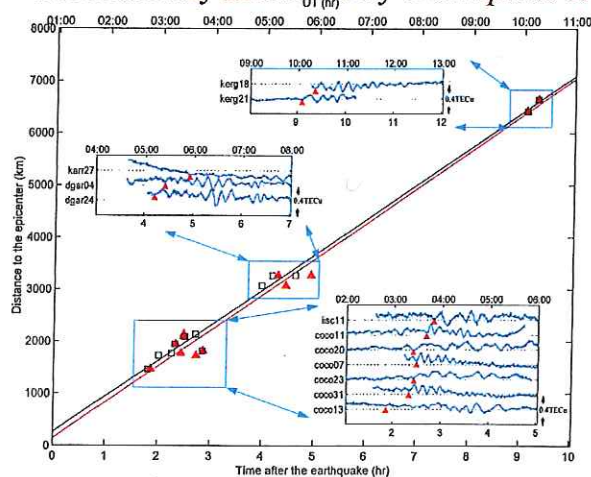 UT (hr)
01:00 02:00 03:00 04:00 05:00 06:00 07:00 08:00 09:00 10:00 11:00
8000
7000
6000
5000
4000
3000
2000
1000
0
Distance to the epicenter (km)
0 1 2 3 4 5 6 7 8 9 10
Time after the earthquake (hr)
09:00 10:00 11:00 12:00 13:00
kerg18
kerg21
0.4TECu
9 10 11 12
04:00 05:00 06:00 07:00 08:00
karr27
dgar04
dgar24
0.4TECu
4 5 6 7
02:00 03:00 04:00 05:00 06:00
iisc11
coco11
coco20
coco07
coco23
coco31
coco13
0.4TECu
2 3 4 5